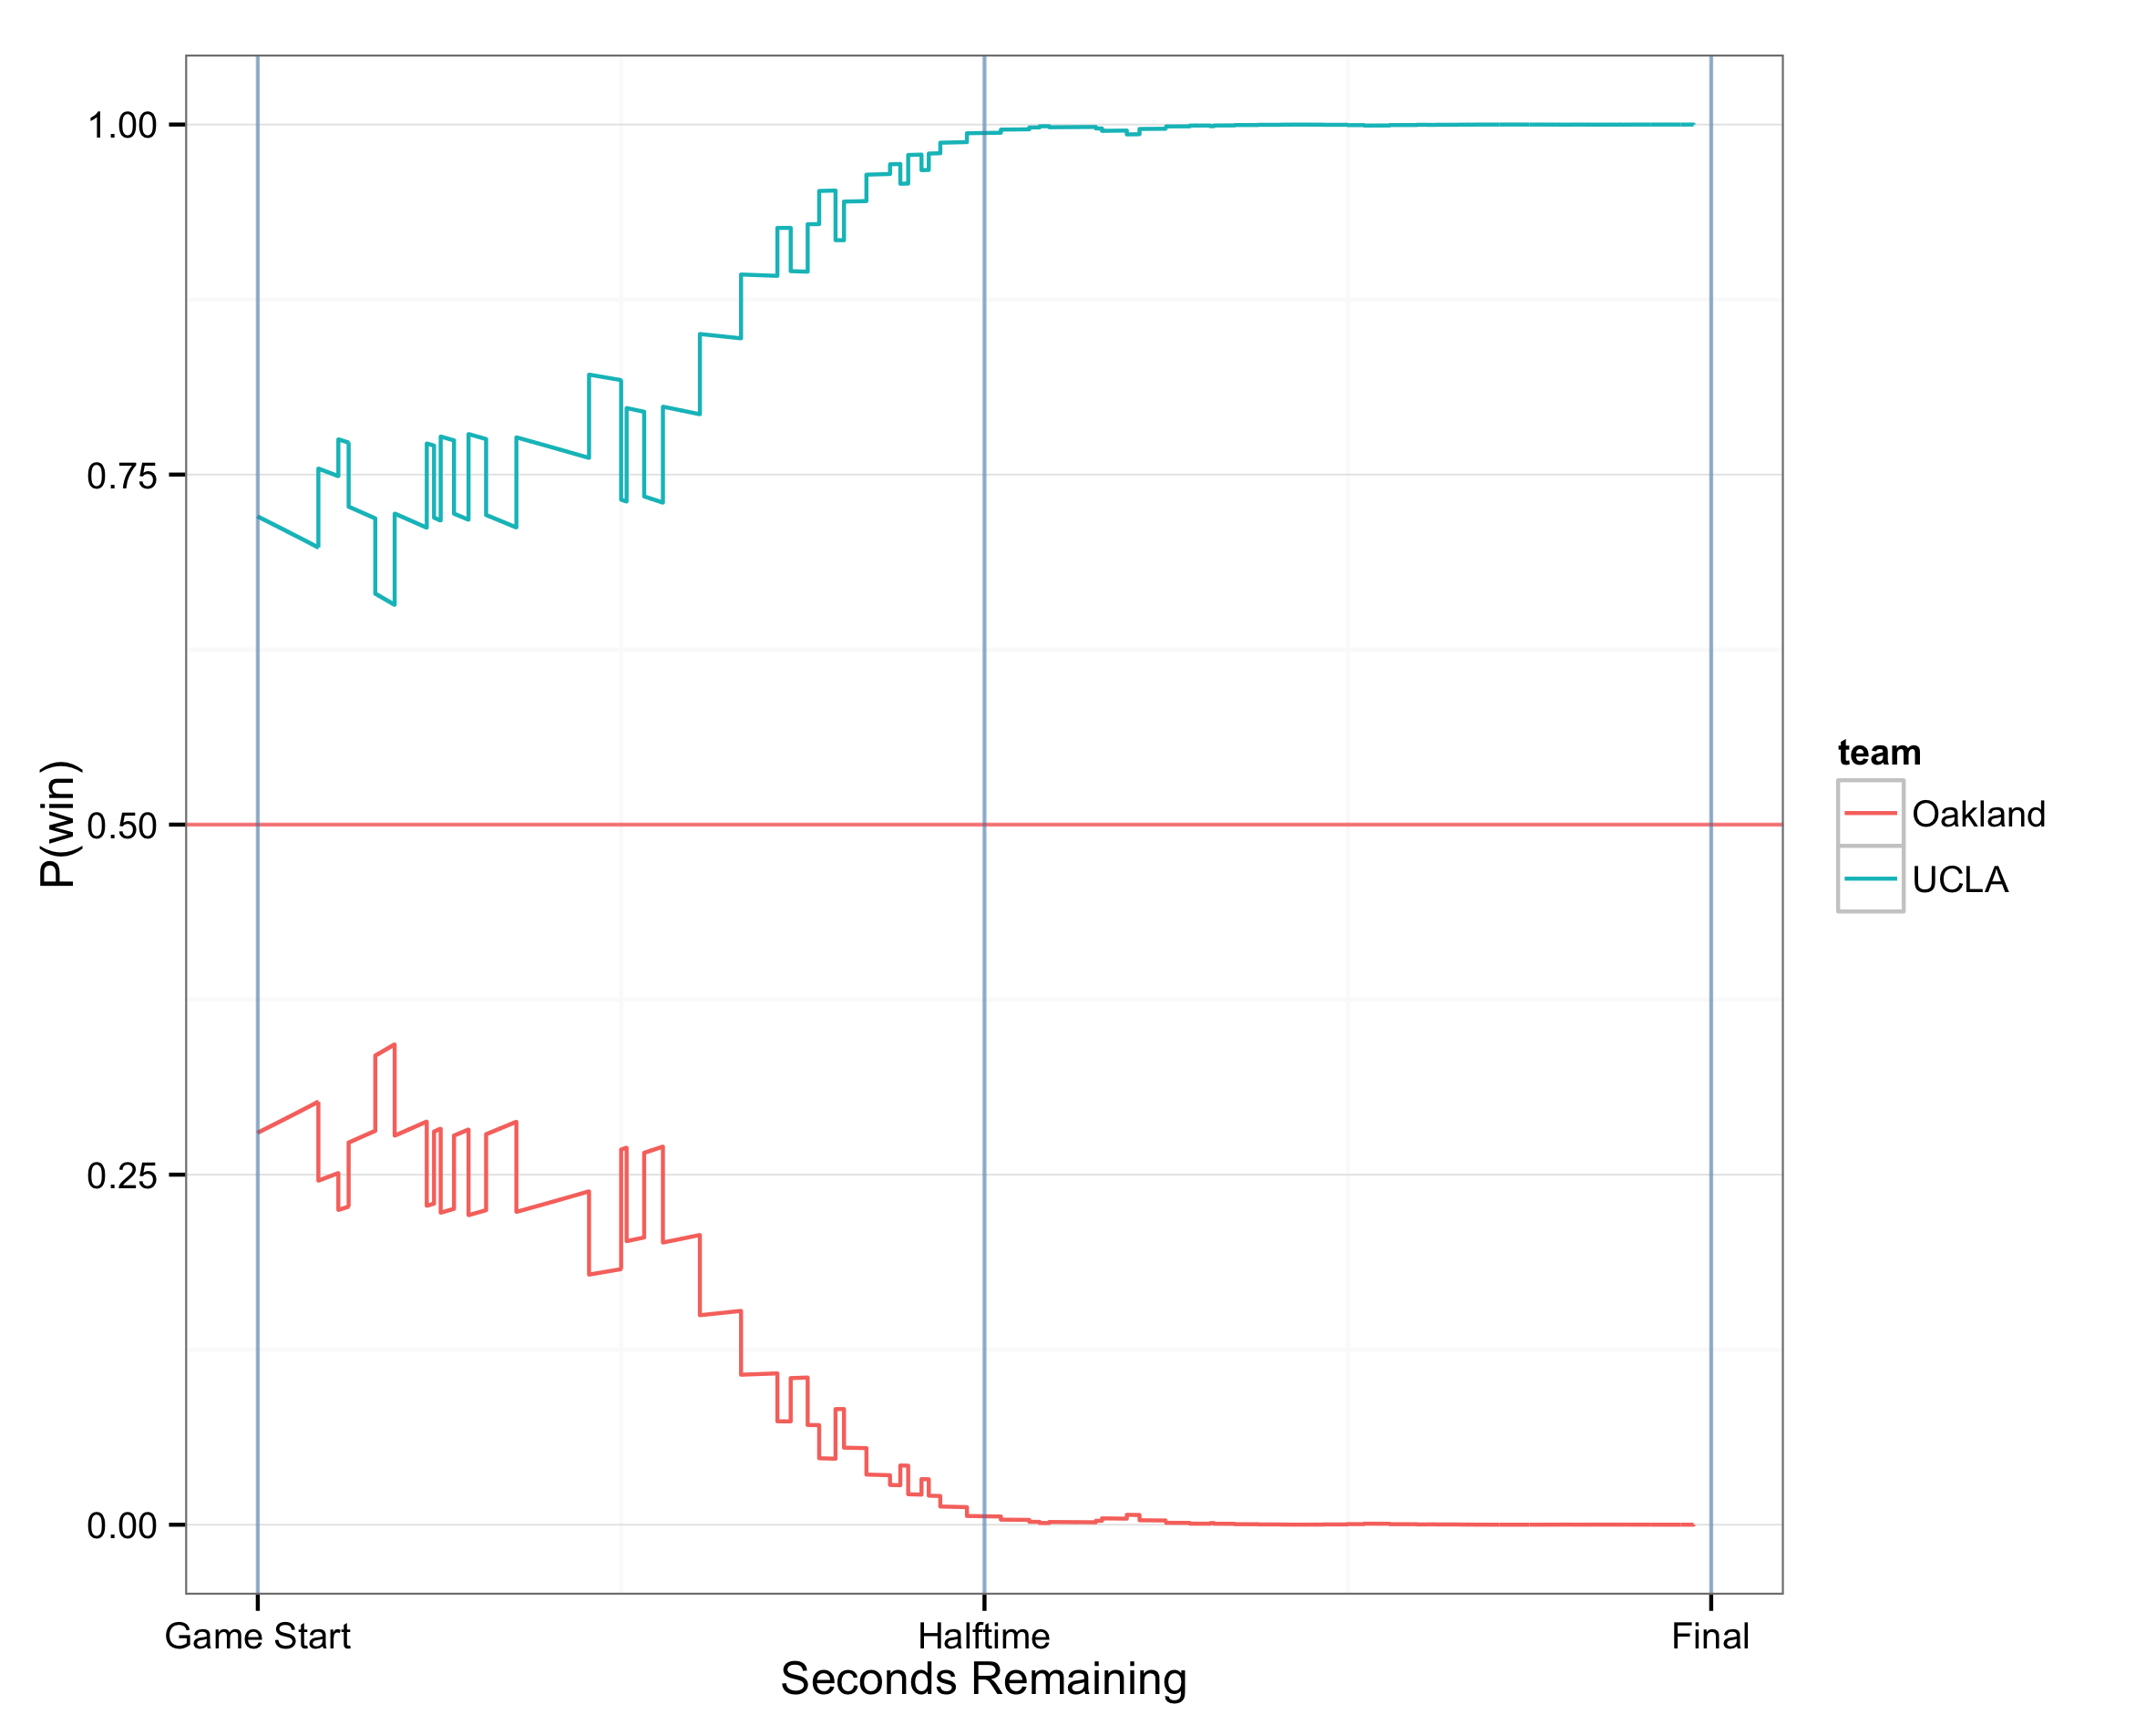 1.00
0.75
0.50
0.25
0.00
P(win)
Game Start
Halftime
Final
Seconds Remaining
team
Oakland
UCLA